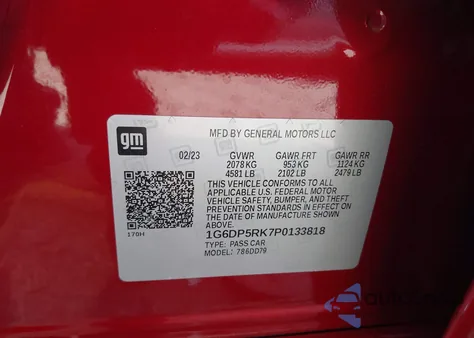 gm
MFD BY GENERAL MOTORS LLC
02/23 GVWR GAWR FRT GAWR RR
2078 KG 953 KG 1124 KG
4581 LB 2102 LB 2479 LB
THIS VEHICLE CONFORMS TO ALL
APPLICABLE U.S. FEDERAL MOTOR
VEHICLE SAFETY, BUMPER, AND THEFT
PREVENTION STANDARDS IN EFFECT ON
THE DATE OF MANUFACTURE SHOWN
ABOVE.
170H
1G6DP5RK7P0133818
TYPE: PASS CAR
MODEL: 786DD79